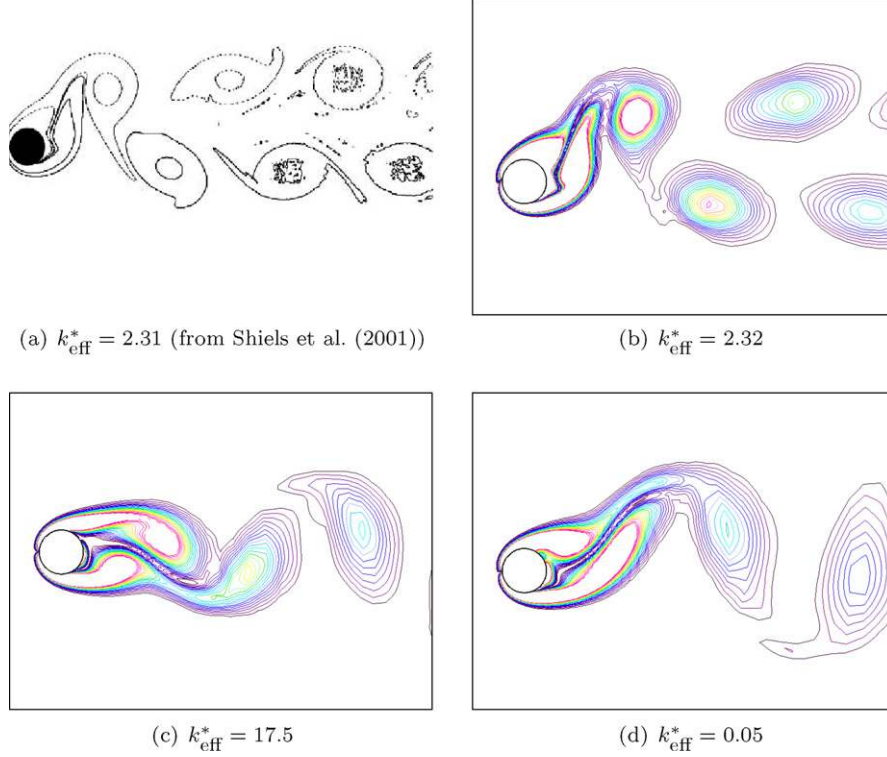 (a) k*eff = 2.31 (from Shiels et al. (2001))
(b) k*eff = 2.32
(c) k*eff = 17.5
(d) k*eff = 0.05